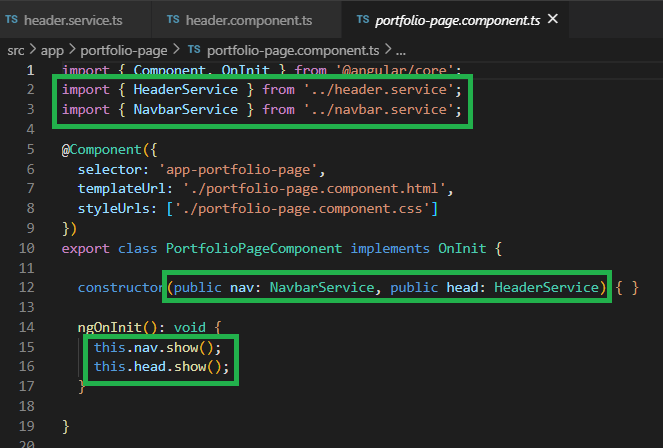 TS header.service.ts TS header.component.ts TS portfolio-page.component.ts ×
src > app > portfolio-page > TS portfolio-page.component.ts > ...
1 import { Component, OnInit } from '@angular/core';
2 import { HeaderService } from '../header.service';
3 import { NavbarService } from '../navbar.service';
4
5 @Component({
6 selector: 'app-portfolio-page',
7 templateUrl: './portfolio-page.component.html',
8 styleUrls: ['./portfolio-page.component.css']
9 })
10 export class PortfolioPageComponent implements OnInit {
11
12 constructor(public nav: NavbarService, public head: HeaderService) { }
13
14 ngOnInit(): void {
15 this.nav.show();
16 this.head.show();
17 }
18
19 }
20